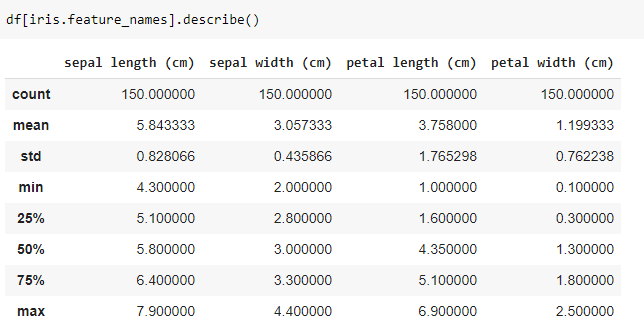 df[iris.feature_names].describe()
sepal length (cm) sepal width (cm) petal length (cm) petal width (cm)
count 150.000000 150.000000 150.000000 150.000000
mean 5.843333 3.057333 3.758000 1.199333
std 0.828066 0.435866 1.765298 0.762238
min 4.300000 2.000000 1.000000 0.100000
25% 5.100000 2.800000 1.600000 0.300000
50% 5.800000 3.000000 4.350000 1.300000
75% 6.400000 3.300000 5.100000 1.800000
max 7.900000 4.400000 6.900000 2.500000